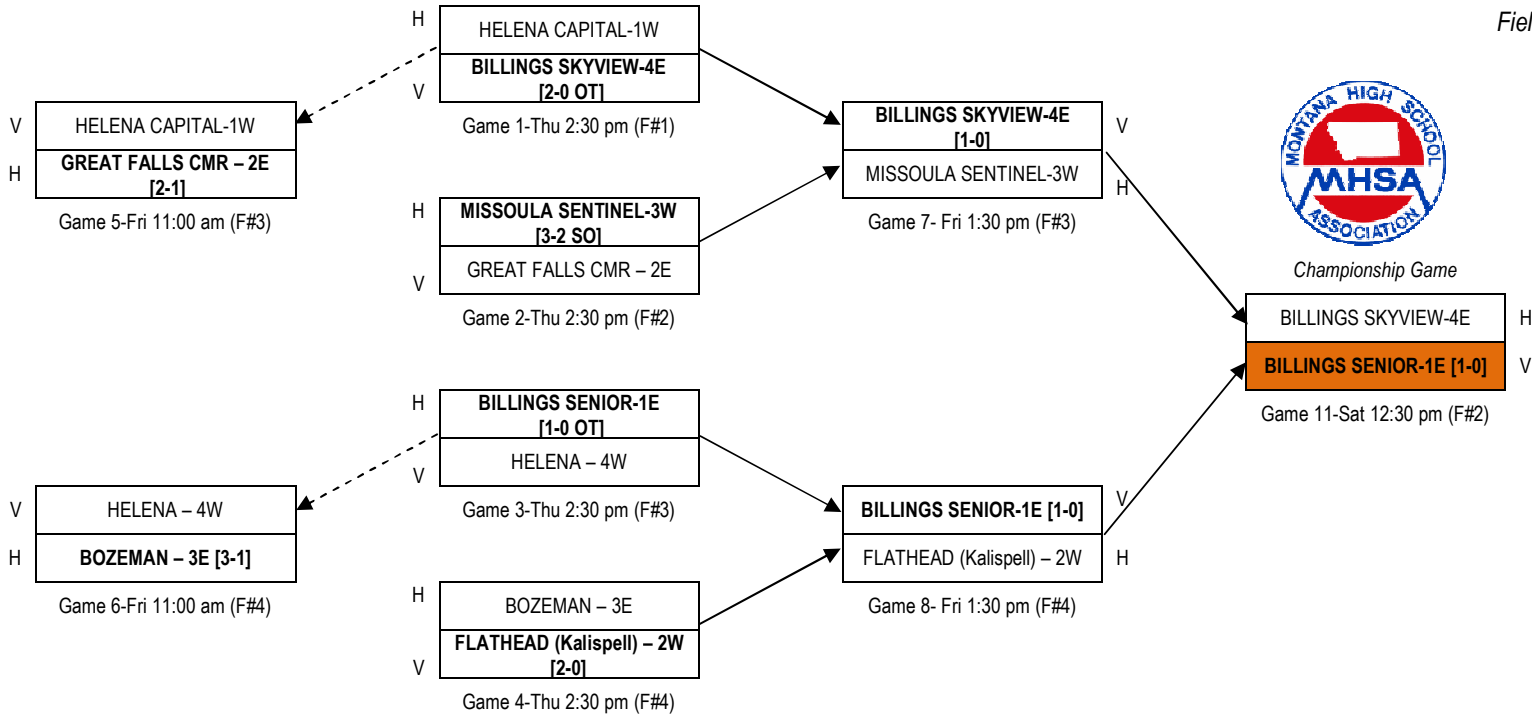 Fiel
H
HELENA CAPITAL-1W
BILLINGS SKYVIEW-4E
[2-0 OT]
V
Game 1-Thu 2:30 pm (F#1)
V
HELENA CAPITAL-1W
H
GREAT FALLS CMR – 2E
[2-1]
Game 5-Fri 11:00 am (F#3)
H
MISSOULA SENTINEL-3W
[3-2 SO]
GREAT FALLS CMR – 2E
V
Game 2-Thu 2:30 pm (F#2)
BILLINGS SKYVIEW-4E
[1-0]
V
MISSOULA SENTINEL-3W
H
Game 7- Fri 1:30 pm (F#3)
MONTANA HIGH SCHOOL
MHSA
ASSOCIATION
Championship Game
BILLINGS SKYVIEW-4E
H
BILLINGS SENIOR-1E [1-0]
V
Game 11-Sat 12:30 pm (F#2)
H
BILLINGS SENIOR-1E
[1-0 OT]
HELENA – 4W
V
Game 3-Thu 2:30 pm (F#3)
V
HELENA – 4W
H
BOZEMAN – 3E [3-1]
Game 6-Fri 11:00 am (F#4)
BILLINGS SENIOR-1E [1-0]
V
FLATHEAD (Kalispell) – 2W
H
Game 8- Fri 1:30 pm (F#4)
H
BOZEMAN – 3E
FLATHEAD (Kalispell) – 2W
[2-0]
V
Game 4-Thu 2:30 pm (F#4)